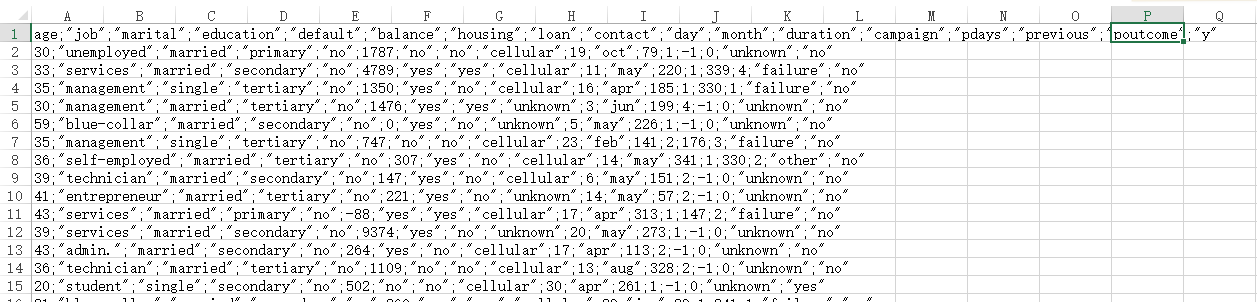 A B C D E F G H I J K L M N O P Q
1 age;"job";"marital";"education";"default";"balance";"housing";"loan";"contact";"day";"month";"duration";"campaign";"pdays";"previous";"poutcome";"y"
2 30;"unemployed";"married";"primary";"no";1787;"no";"no";"cellular";19;"oct";79;1;-1;0;"unknown";"no"
3 33;"services";"married";"secondary";"no";4789;"yes";"yes";"cellular";11;"may";220;1;339;4;"failure";"no"
4 35;"management";"single";"tertiary";"no";1350;"yes";"no";"cellular";16;"apr";185;1;330;1;"failure";"no"
5 30;"management";"married";"tertiary";"no";1476;"yes";"yes";"unknown";3;"jun";199;4;-1;0;"unknown";"no"
6 59;"blue-collar";"married";"secondary";"no";0;"yes";"no";"unknown";5;"may";226;1;-1;0;"unknown";"no"
7 35;"management";"single";"tertiary";"no";747;"no";"no";"cellular";23;"feb";141;2;176;3;"failure";"no"
8 36;"self-employed";"married";"tertiary";"no";307;"yes";"no";"cellular";14;"may";341;1;330;2;"other";"no"
9 39;"technician";"married";"secondary";"no";147;"yes";"no";"cellular";6;"may";151;2;-1;0;"unknown";"no"
10 41;"entrepreneur";"married";"tertiary";"no";221;"yes";"no";"unknown";14;"may";57;2;-1;0;"unknown";"no"
11 43;"services";"married";"primary";"no";-88;"yes";"yes";"cellular";17;"apr";313;1;147;2;"failure";"no"
12 39;"services";"married";"secondary";"no";9374;"yes";"no";"unknown";20;"may";273;1;-1;0;"unknown";"no"
13 43;"admin.";"married";"secondary";"no";264;"yes";"no";"cellular";17;"apr";113;2;-1;0;"unknown";"no"
14 36;"technician";"married";"tertiary";"no";1109;"no";"no";"cellular";13;"aug";328;2;-1;0;"unknown";"no"
15 20;"student";"single";"secondary";"no";502;"no";"no";"cellular";30;"apr";261;1;-1;0;"unknown";"yes"